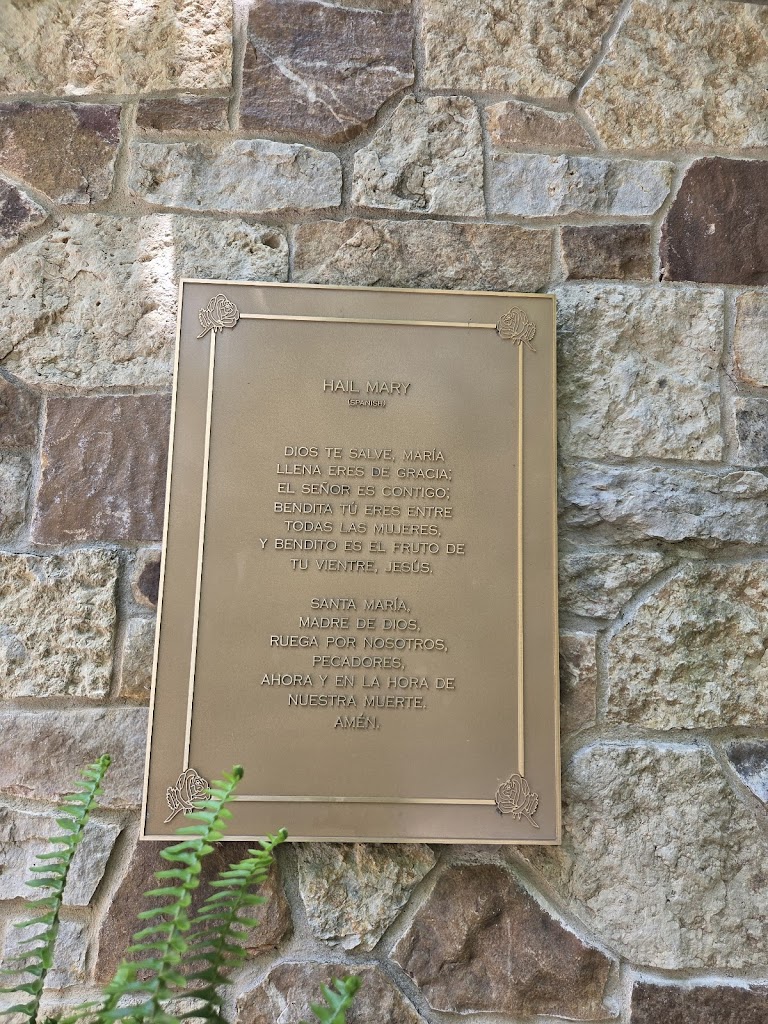 HAIL MARY
(SPANISH)
DIOS TE SALVE, MARÍA
LLENA ERES DE GRACIA;
EL SEÑOR ES CONTIGO;
BENDITA TÚ ERES ENTRE
TODAS LAS MUJERES,
Y BENDITO ES EL FRUTO DE
TU VIENTRE, JESÚS.
SANTA MARÍA,
MADRE DE DIOS,
RUEGA POR NOSOTROS,
PECADORES,
AHORA Y EN LA HORA DE
NUESTRA MUERTE.
AMÉN.